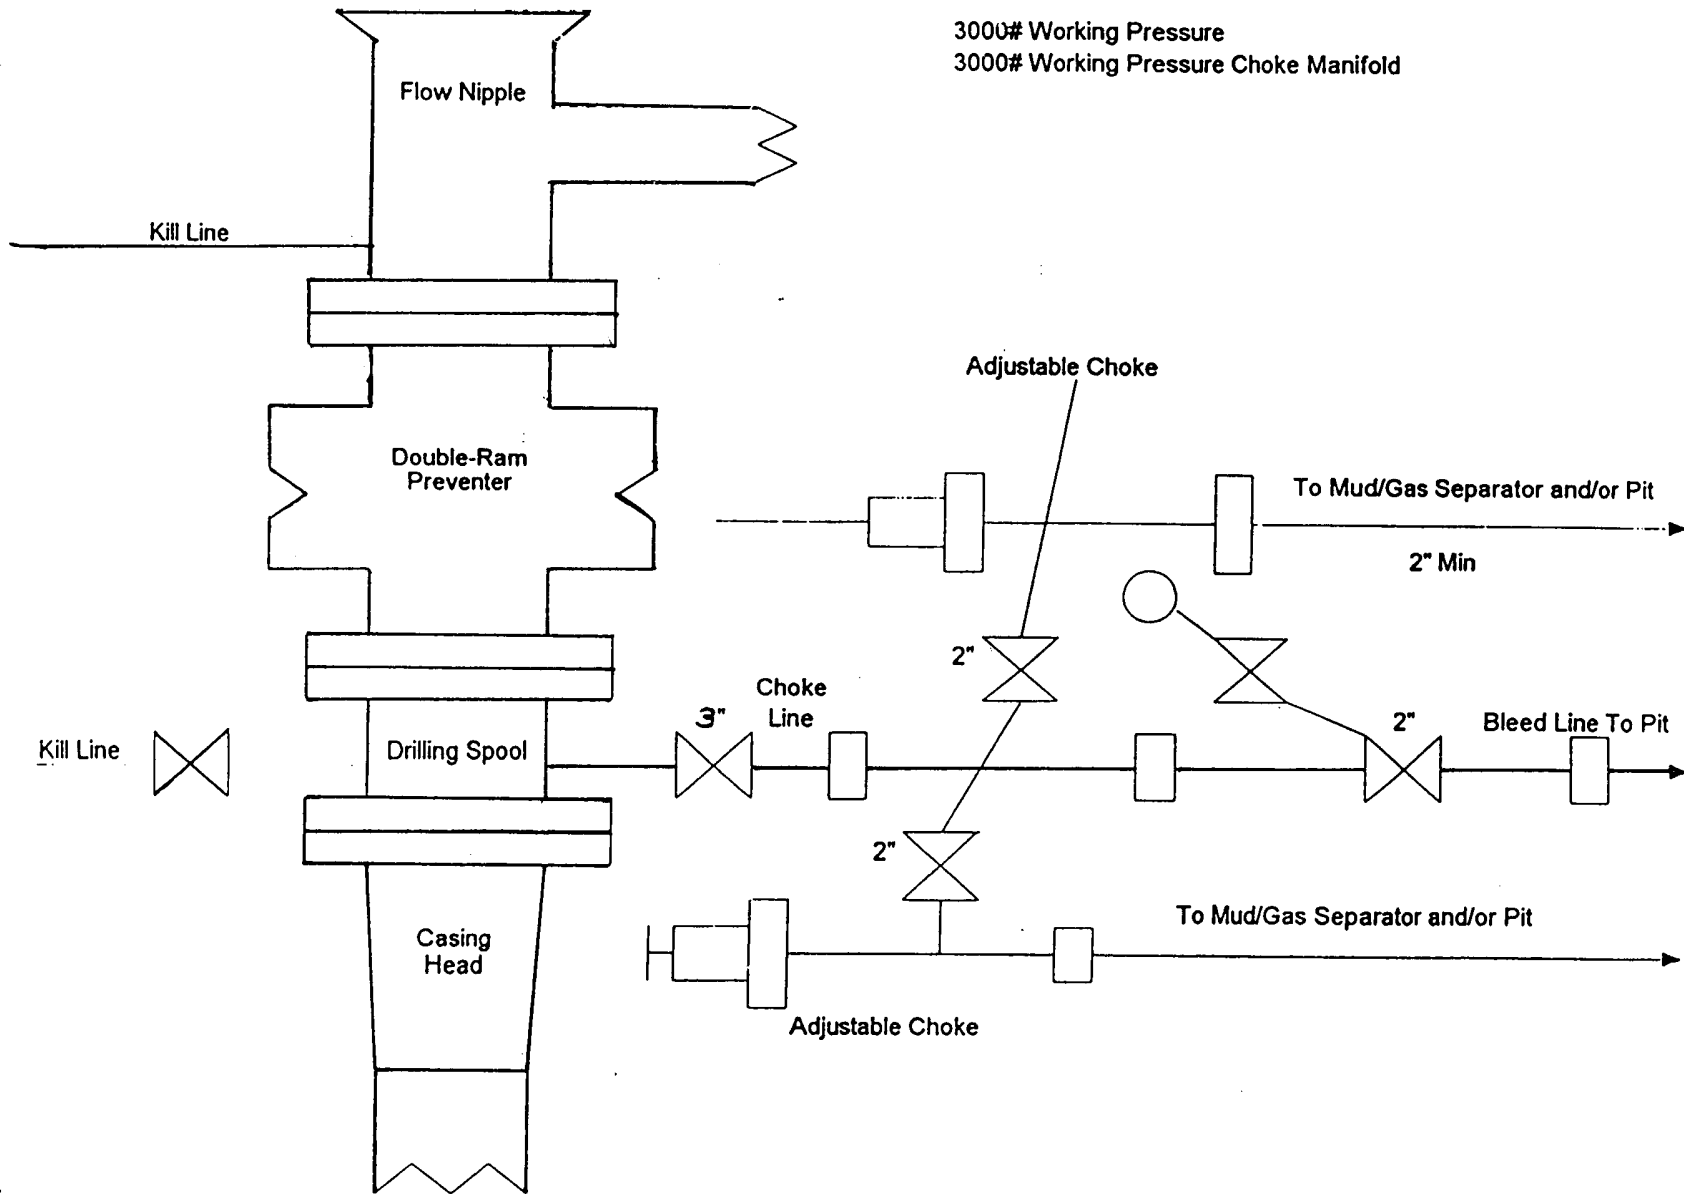 3000# Working Pressure
3000# Working Pressure Choke Manifold
Flow Nipple
Kill Line
Adjustable Choke
Double-Ram
Preventer
To Mud/Gas Separator and/or Pit
2" Min
2"
Choke
Line
3"
Kill Line
Drilling Spool
2"
Bleed Line To Pit
2"
Casing
Head
To Mud/Gas Separator and/or Pit
Adjustable Choke